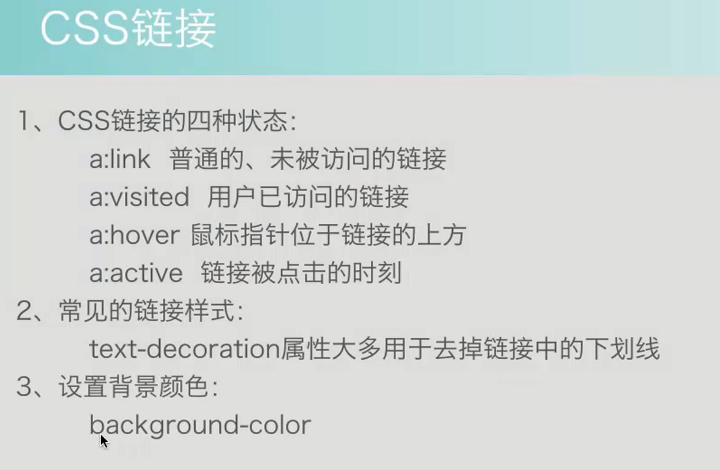 CSS链接
1、CSS链接的四种状态：
a:link 普通的、未被访问的链接
a:visited 用户已访问的链接
a:hover 鼠标指针位于链接的上方
a:active 链接被点击的时刻
2、常见的链接样式：
text-decoration属性大多用于去掉链接中的下划线
3、设置背景颜色：
background-color